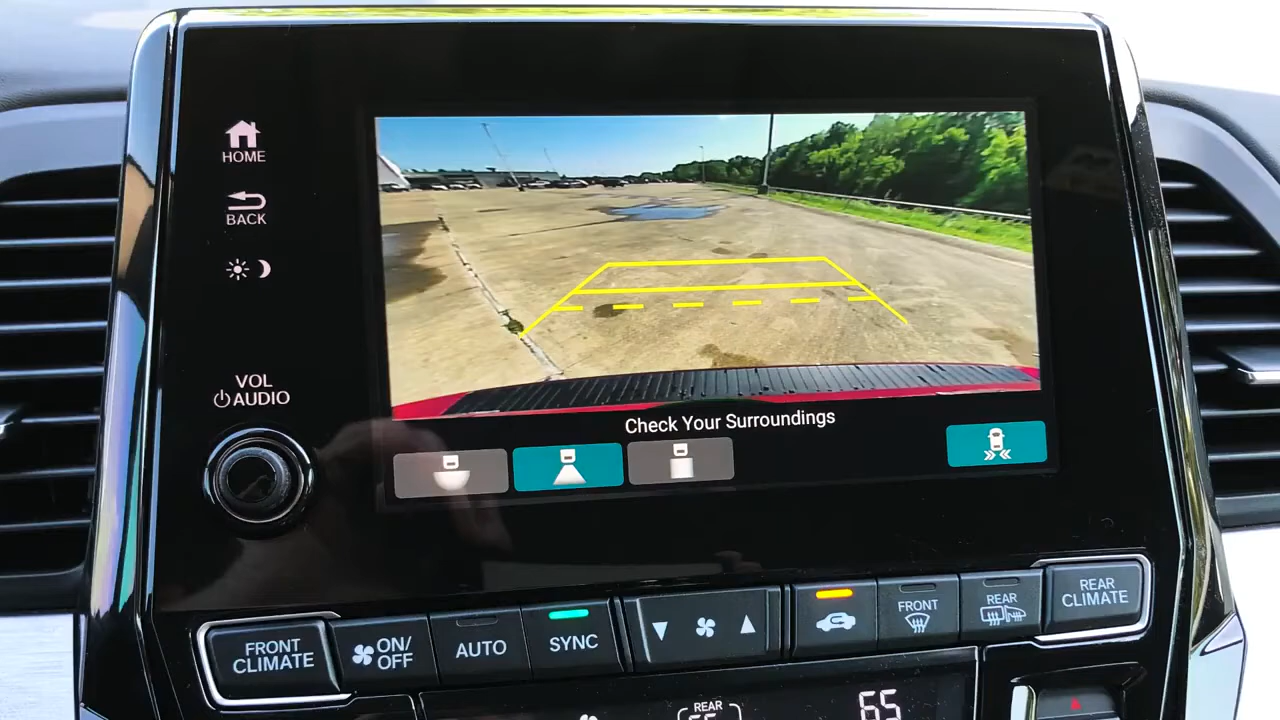 HOME
BACK
VOL
AUDIO
Check Your Surroundings
FRONT
CLIMATE
ON/
OFF
AUTO
SYNC
FRONT
REAR
REAR
CLIMATE
REAR
65